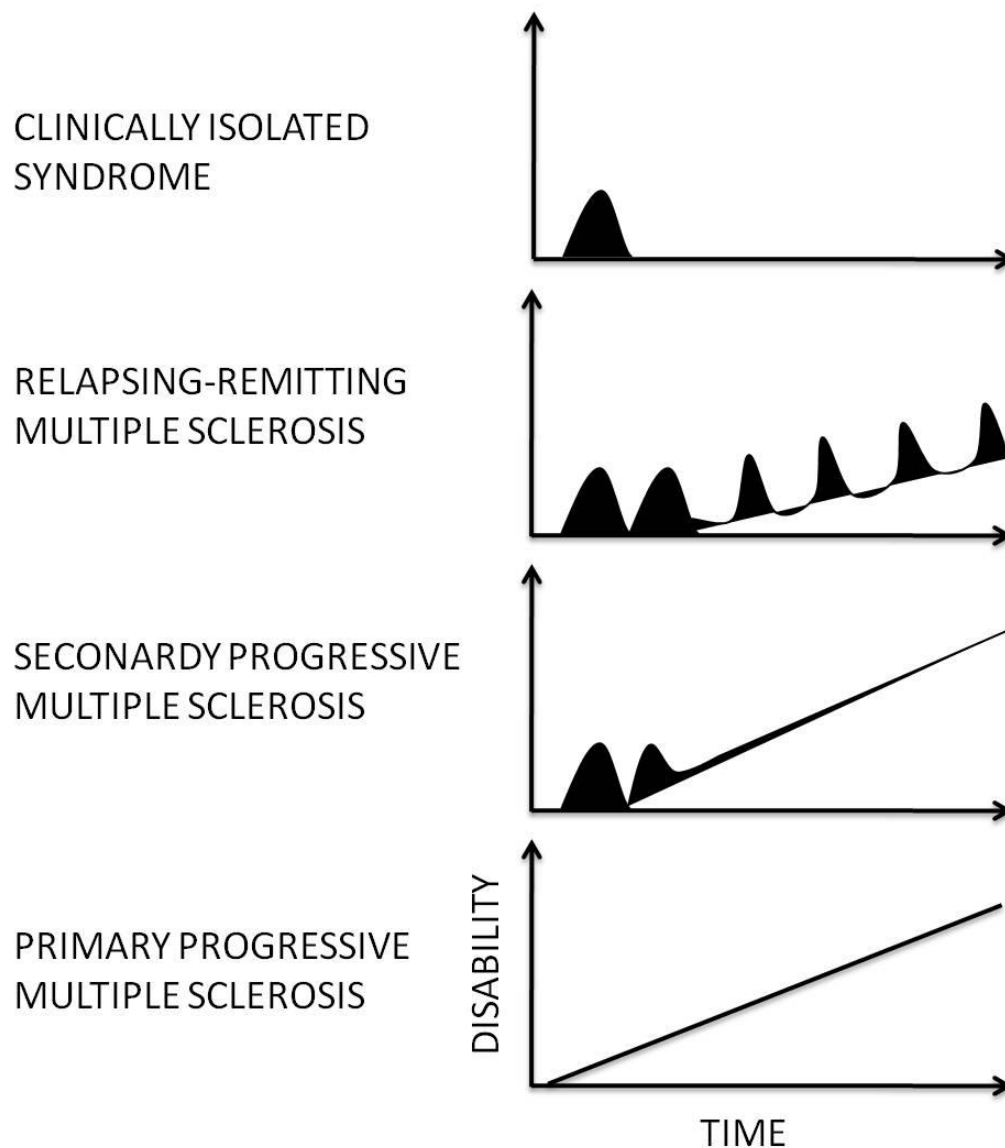 CLINICALLY ISOLATED
SYNDROME
RELAPSING-REMITTING
MULTIPLE SCLEROSIS
SECONARDY PROGRESSIVE
MULTIPLE SCLEROSIS
PRIMARY PROGRESSIVE
MULTIPLE SCLEROSIS
DISABILITY
TIME